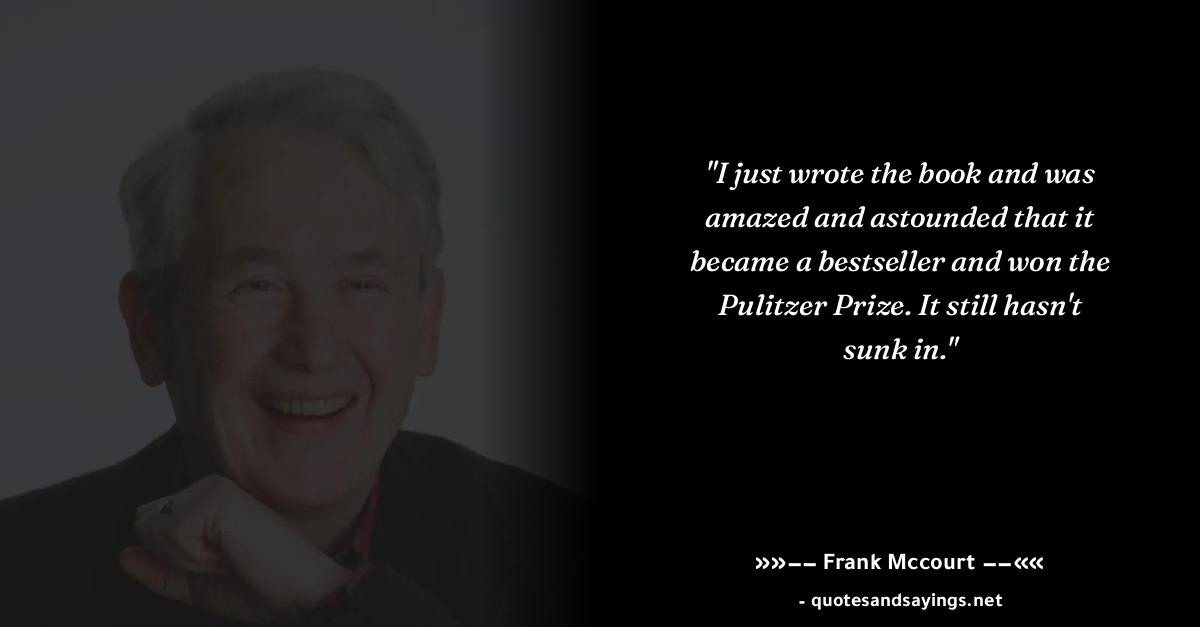 "I just wrote the book and was
amazed and astounded that it
became a bestseller and won the
Pulitzer Prize. It still hasn't
sunk in."
»»−− Frank Mccourt −−««
- quotesandsayings.net